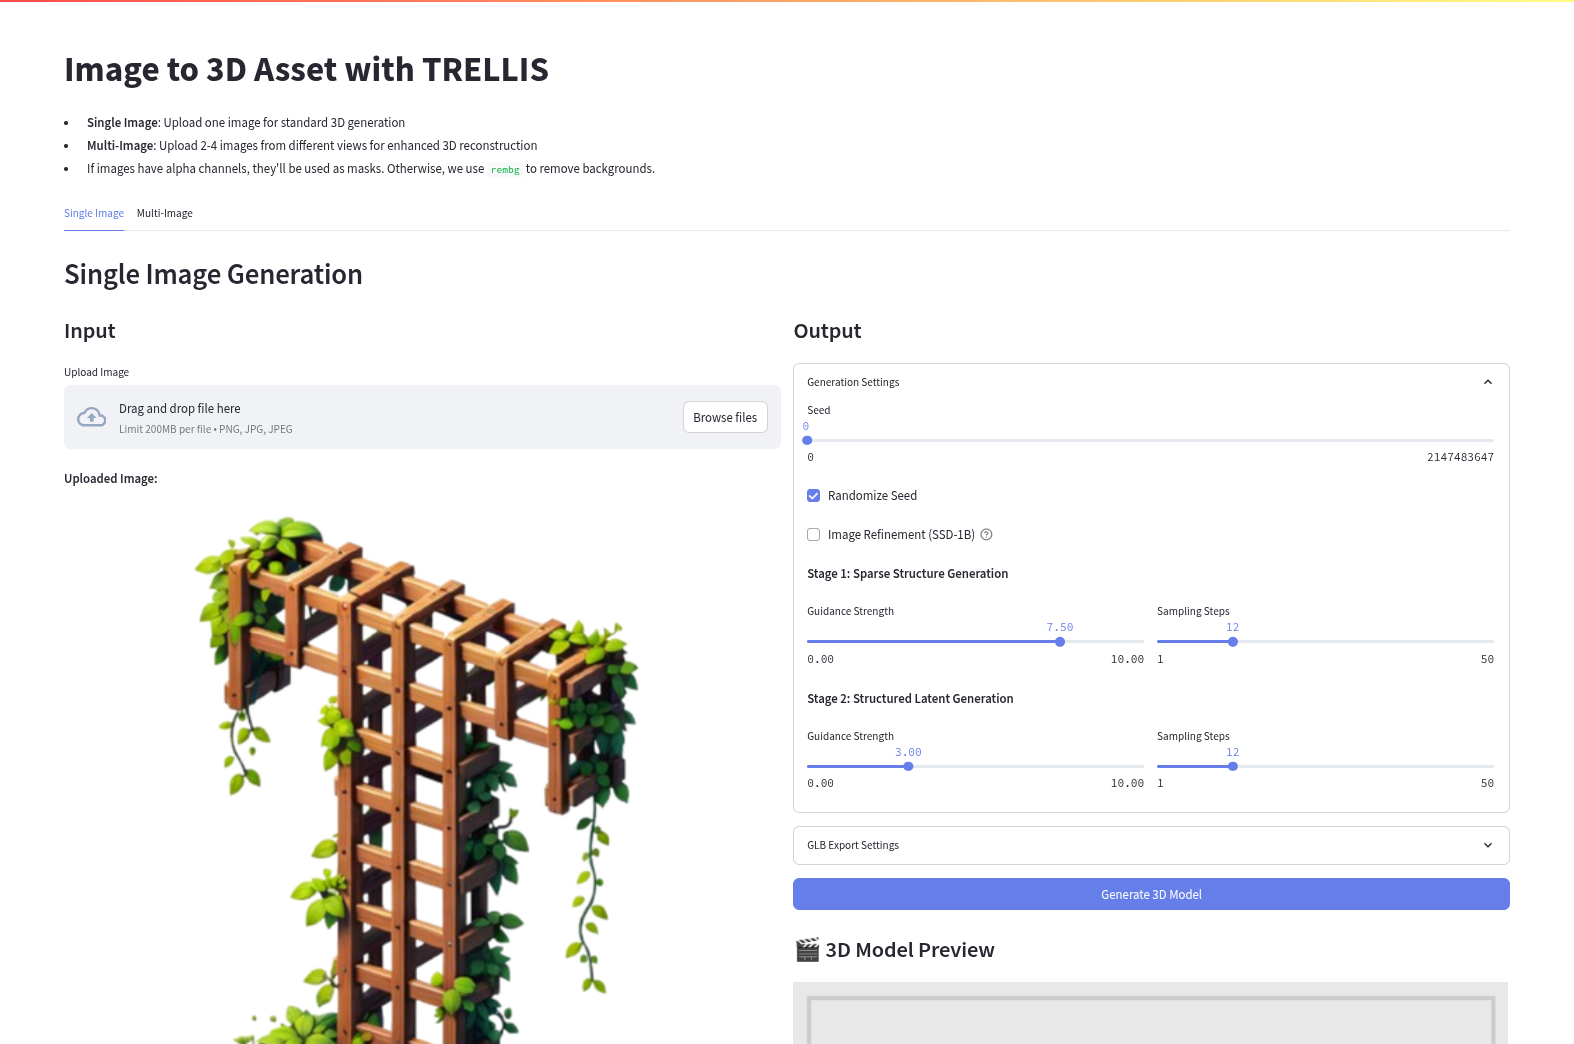 Image to 3D Asset with TRELLIS
Single Image: Upload one image for standard 3D generation
Multi-Image: Upload 2-4 images from different views for enhanced 3D reconstruction
If images have alpha channels, they'll be used as masks. Otherwise, we use rembg to remove backgrounds.
Single Image Multi-Image
Single Image Generation
Input
Upload Image
Drag and drop file here
Limit 200MB per file • PNG, JPG, JPEG
Browse files
Uploaded Image:
Output
Generation Settings
Seed
0
0 2147483647
Randomize Seed
Image Refinement (SSD-1B)
Stage 1: Sparse Structure Generation
Guidance Strength
7.50
0.00 10.00
Sampling Steps
12
1 50
Stage 2: Structured Latent Generation
Guidance Strength
3.00
0.00 10.00
Sampling Steps
12
1 50
GLB Export Settings
Generate 3D Model
🎬 3D Model Preview